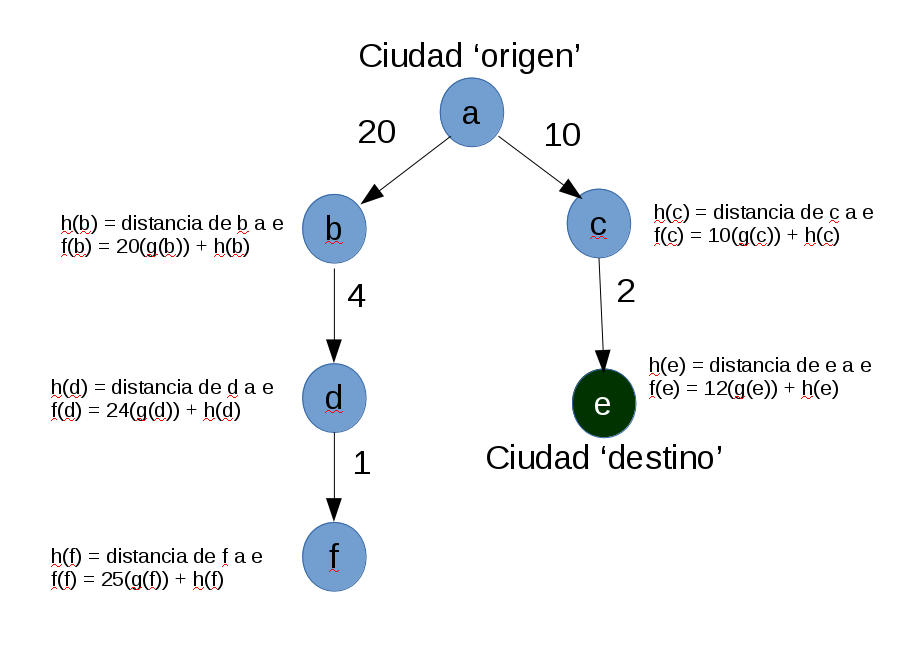 Ciudad ‘origen’
a
20
10
b
c
h(b) = distancia de b a e
f(b) = 20(g(b)) + h(b)
h(c) = distancia de c a e
f(c) = 10(g(c)) + h(c)
4
2
h(d) = distancia de d a e
f(d) = 24(g(d)) + h(d)
d
h(e) = distancia de e a e
f(e) = 12(g(e)) + h(e)
e
Ciudad ‘destino’
1
h(f) = distancia de f a e
f(f) = 25(g(f)) + h(f)
f